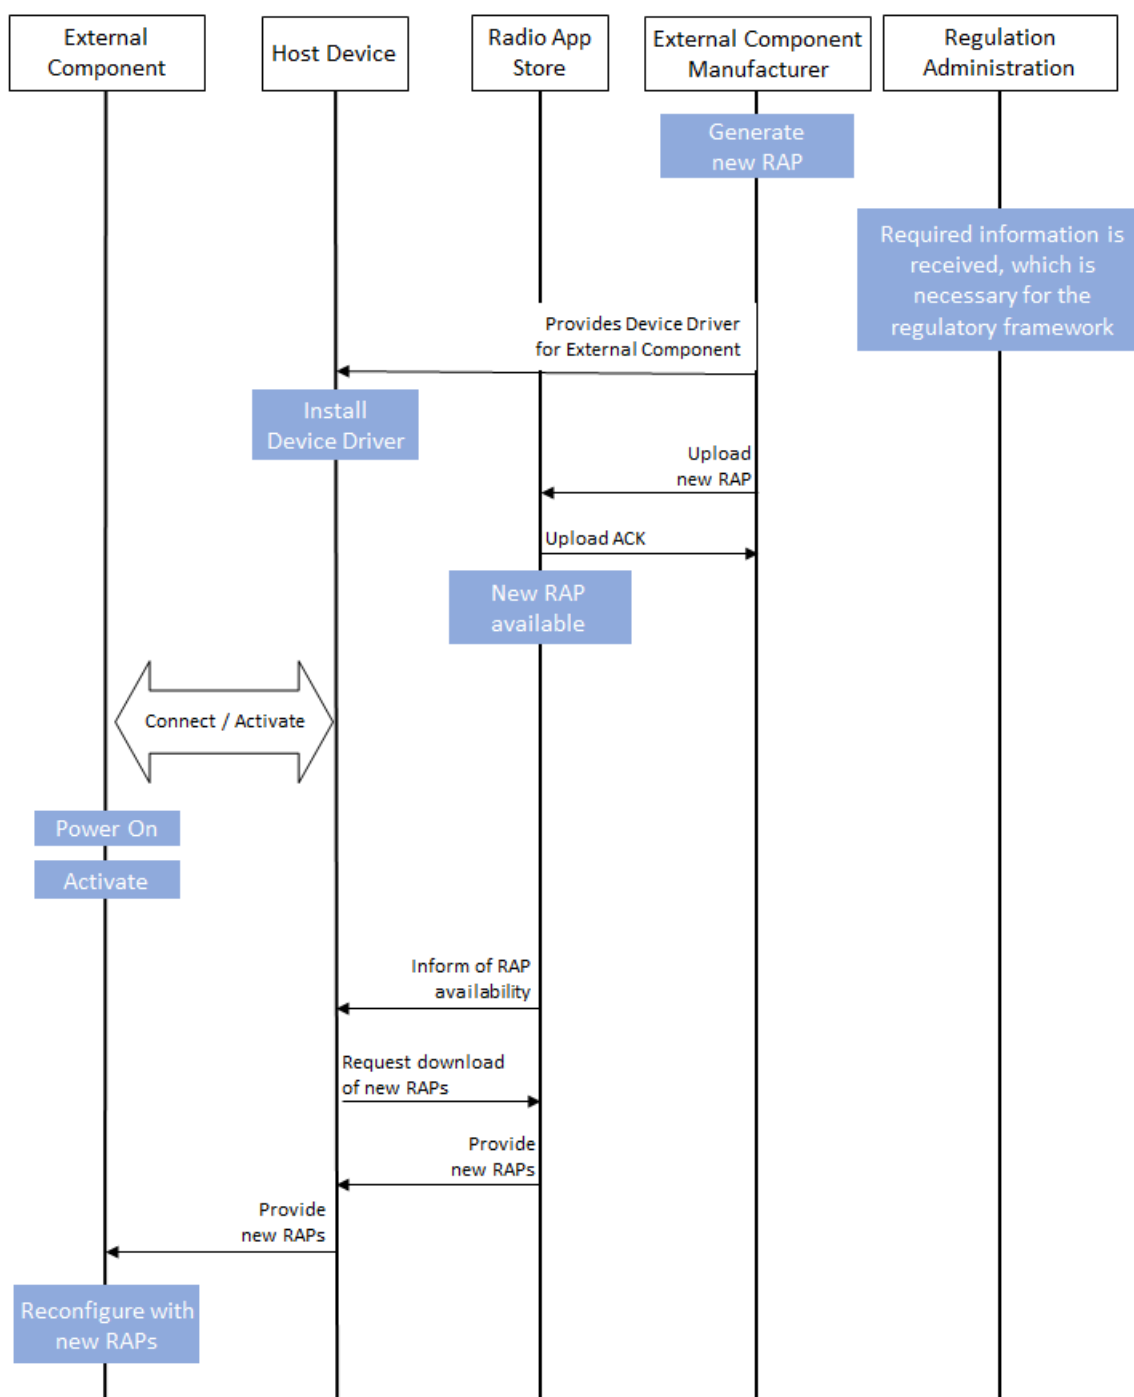 External
Component
Host Device
Radio App
Store
External Component
Manufacturer
Regulation
Administration
Generate
new RAP
Required information is
received, which is
necessary for the
regulatory framework
Provides Device Driver
for External Component
Install
Device Driver
Upload
new RAP
Upload ACK
New RAP
available
Connect / Activate
Power On
Activate
Inform of RAP
availability
Request download
of new RAPs
Provide
new RAPs
Provide
new RAPs
Reconfigure with
new RAPs